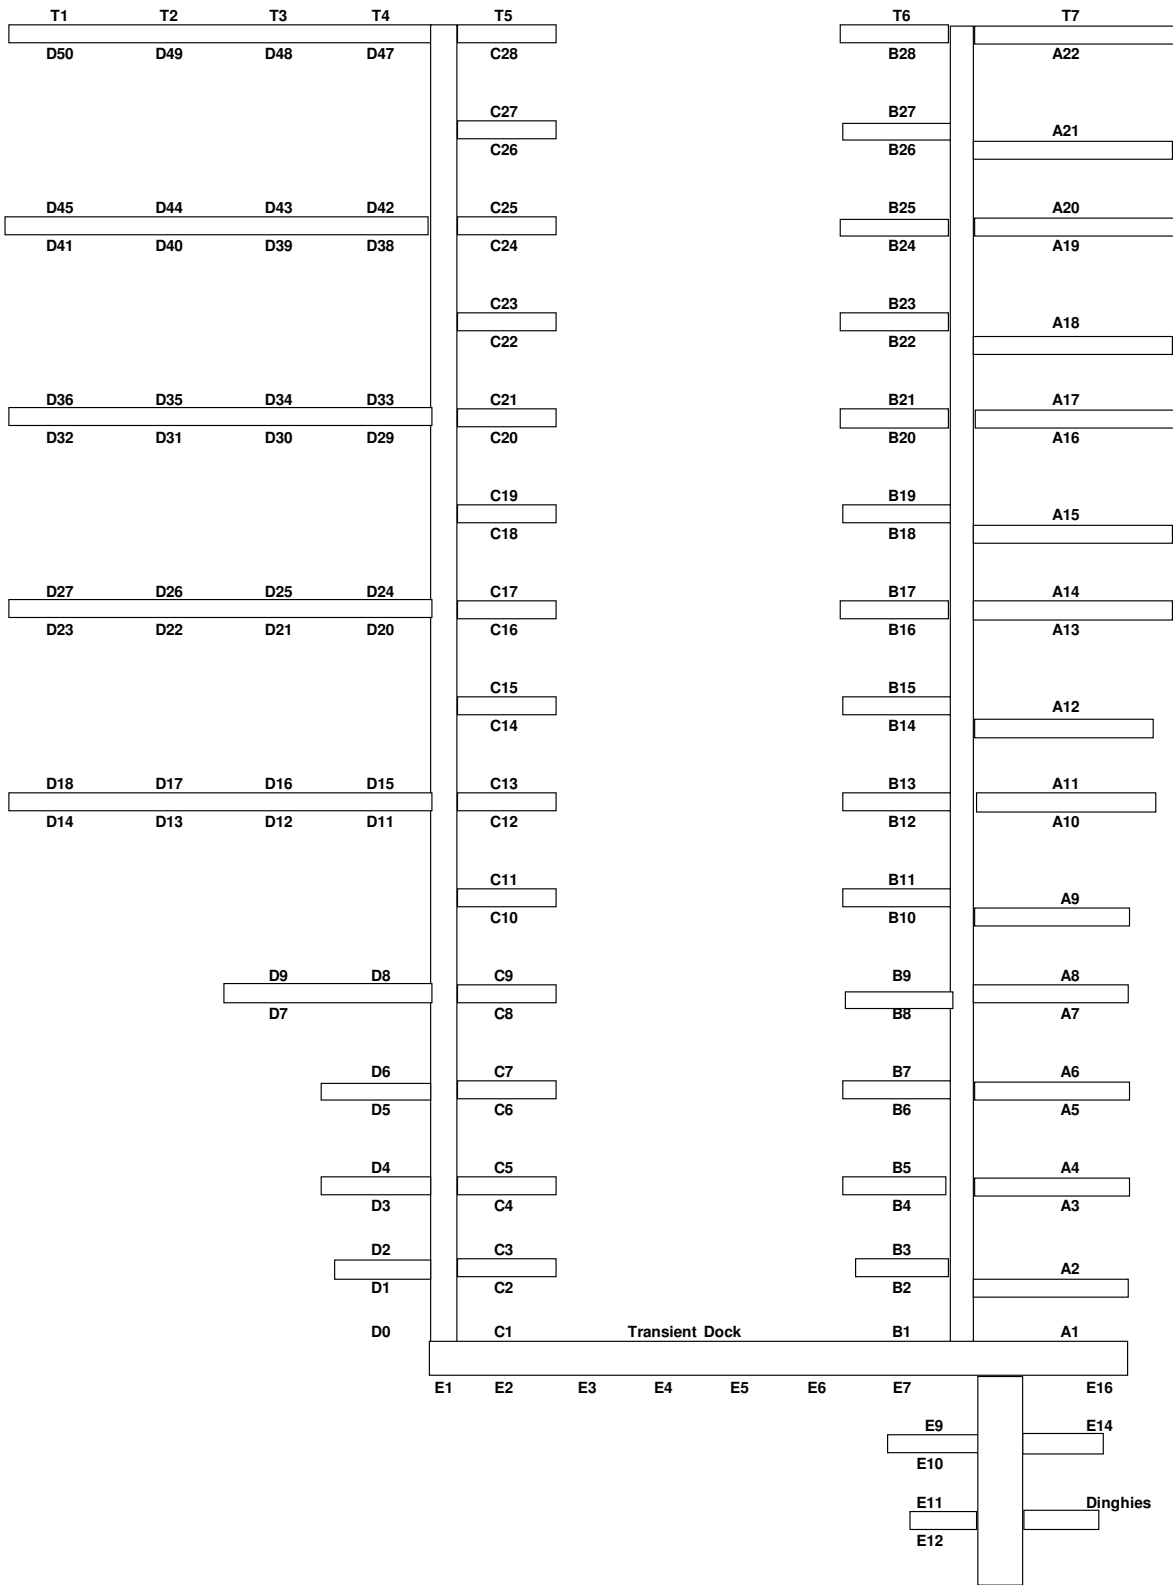 T1 T2 T3 T4 T5 T6 T7
D50 D49 D48 D47 C28 B28 A22
C27 B27
A21
C26 B26
D45 D44 D43 D42 C25 B25 A20
D41 D40 D39 D38 C24 B24 A19
C23 B23
A18
C22 B22
D36 D35 D34 D33 C21 B21 A17
D32 D31 D30 D29 C20 B20 A16
C19 B19
A15
C18 B18
D27 D26 D25 D24 C17 B17 A14
D23 D22 D21 D20 C16 B16 A13
C15 B15
A12
C14 B14
D18 D17 D16 D15 C13 B13 A11
D14 D13 D12 D11 C12 B12 A10
C11 B11
A9
C10 B10
D9 D8 C9 B9 A8
D7 C8 B8 A7
D6 C7 B7 A6
D5 C6 B6 A5
D4 C5 B5 A4
D3 C4 B4 A3
D2 C3 B3
A2
D1 C2 B2
D0 C1 Transient Dock B1 A1
E1 E2 E3 E4 E5 E6 E7 E16
E9 E14
E10
E11 Dinghies
E12